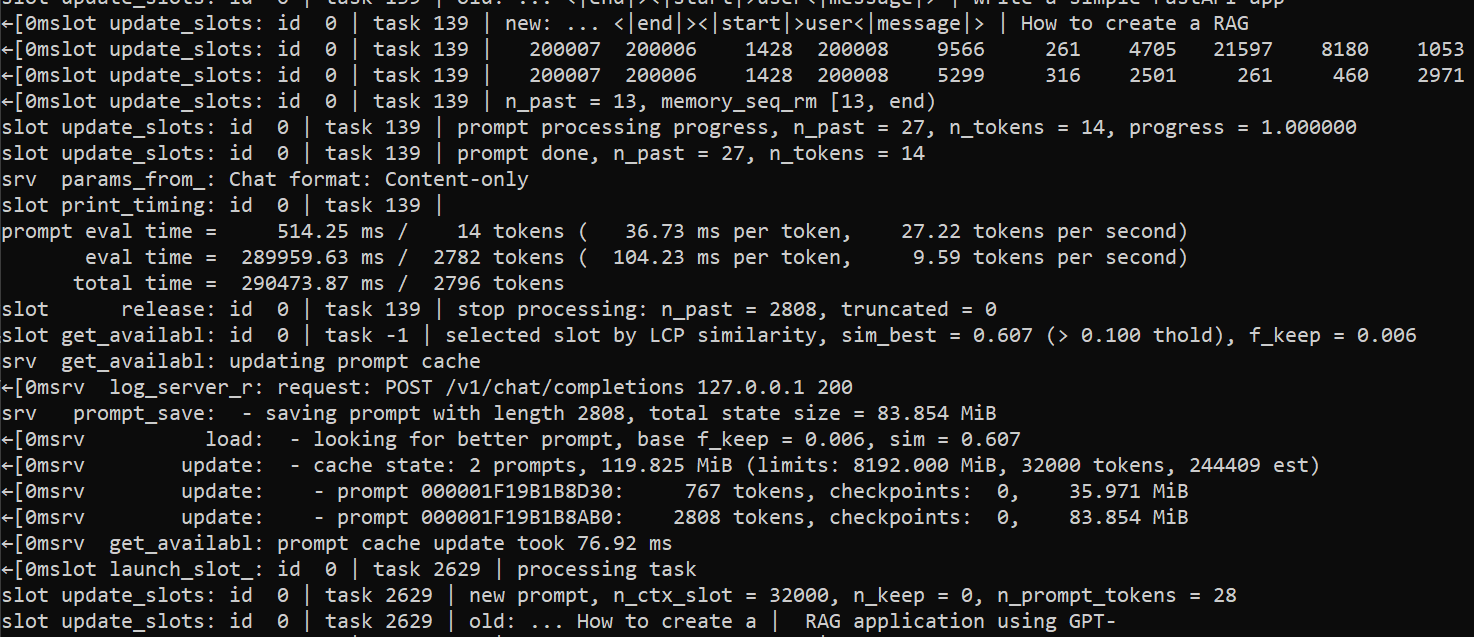 slot update_slots: id  0 | task 139 | old: ... <|end|><|start|>user<|message|> | write a simple FastAPI app
←[0mslot update_slots: id  0 | task 139 | new: ... <|end|><|start|>user<|message|> | How to create a RAG
←[0mslot update_slots: id  0 | task 139 |   200007  200006    1428  200008    9566     261    4705   21597    8180    1053
←[0mslot update_slots: id  0 | task 139 |   200007  200006    1428  200008    5299     316    2501     261     460    2971
←[0mslot update_slots: id  0 | task 139 | n_past = 13, memory_seq_rm [13, end)
slot update_slots: id  0 | task 139 | prompt processing progress, n_past = 27, n_tokens = 14, progress = 1.000000
slot update_slots: id  0 | task 139 | prompt done, n_past = 27, n_tokens = 14
srv  params_from_: Chat format: Content-only
slot print_timing: id  0 | task 139 |
prompt eval time =     514.25 ms /    14 tokens (   36.73 ms per token,    27.22 tokens per second)
       eval time =  289959.63 ms /  2782 tokens (  104.23 ms per token,     9.59 tokens per second)
      total time =  290473.87 ms /  2796 tokens
slot      release: id  0 | task 139 | stop processing: n_past = 2808, truncated = 0
slot get_availabl: id  0 | task -1 | selected slot by LCP similarity, sim_best = 0.607 (> 0.100 thold), f_keep = 0.006
srv  get_availabl: updating prompt cache
←[0msrv  log_server_r: request: POST /v1/chat/completions 127.0.0.1 200
srv   prompt_save:  - saving prompt with length 2808, total state size = 83.854 MiB
←[0msrv          load:  - looking for better prompt, base f_keep = 0.006, sim = 0.607
←[0msrv        update:  - cache state: 2 prompts, 119.825 MiB (limits: 8192.000 MiB, 32000 tokens, 244409 est)
←[0msrv        update:    - prompt 000001F19B1B8D30:     767 tokens, checkpoints:  0,    35.971 MiB
←[0msrv        update:    - prompt 000001F19B1B8AB0:    2808 tokens, checkpoints:  0,    83.854 MiB
←[0msrv  get_availabl: prompt cache update took 76.92 ms
←[0mslot launch_slot_: id  0 | task 2629 | processing task
slot update_slots: id  0 | task 2629 | new prompt, n_ctx_slot = 32000, n_keep = 0, n_prompt_tokens = 28
slot update_slots: id  0 | task 2629 | old: ... How to create a |  RAG application using GPT-